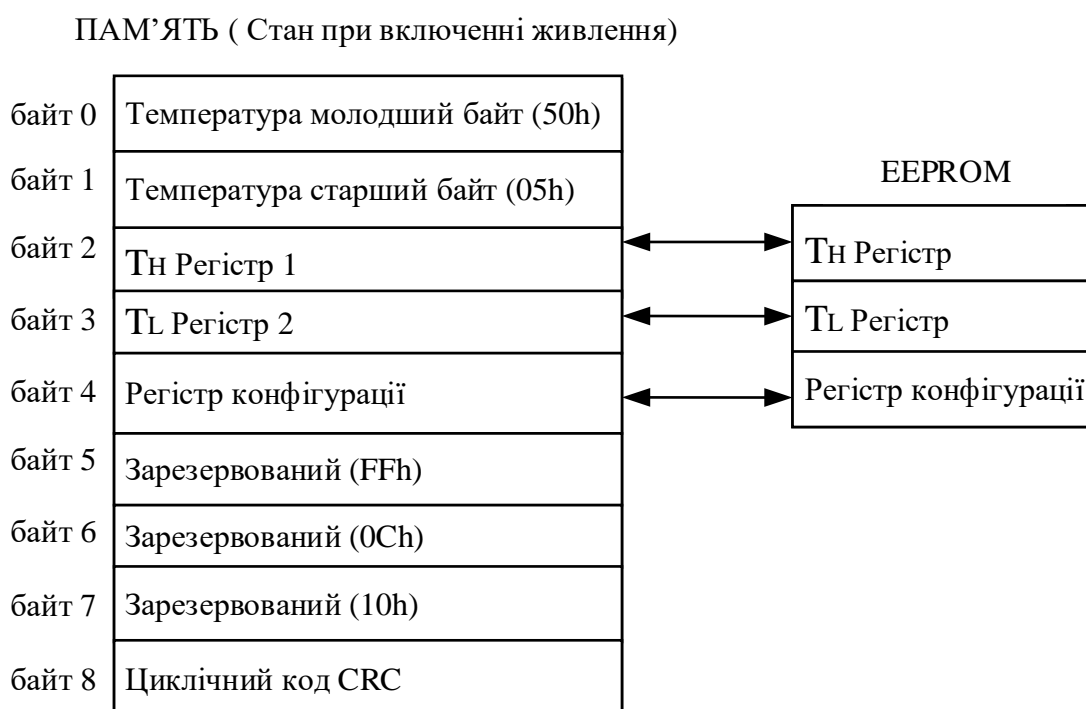 ПАМ’ЯТЬ ( Стан при включенні живлення)
байт 0 Температура молодший байт (50h)
байт 1 Температура старший байт (05h)
байт 2 TH Регістр 1
байт 3 TL Регістр 2
байт 4 Регістр конфігурації
байт 5 Зарезервований (FFh)
байт 6 Зарезервований (0Ch)
байт 7 Зарезервований (10h)
байт 8 Циклічний код CRC
EEPROM
TH Регістр
TL Регістр
Регістр конфігурації